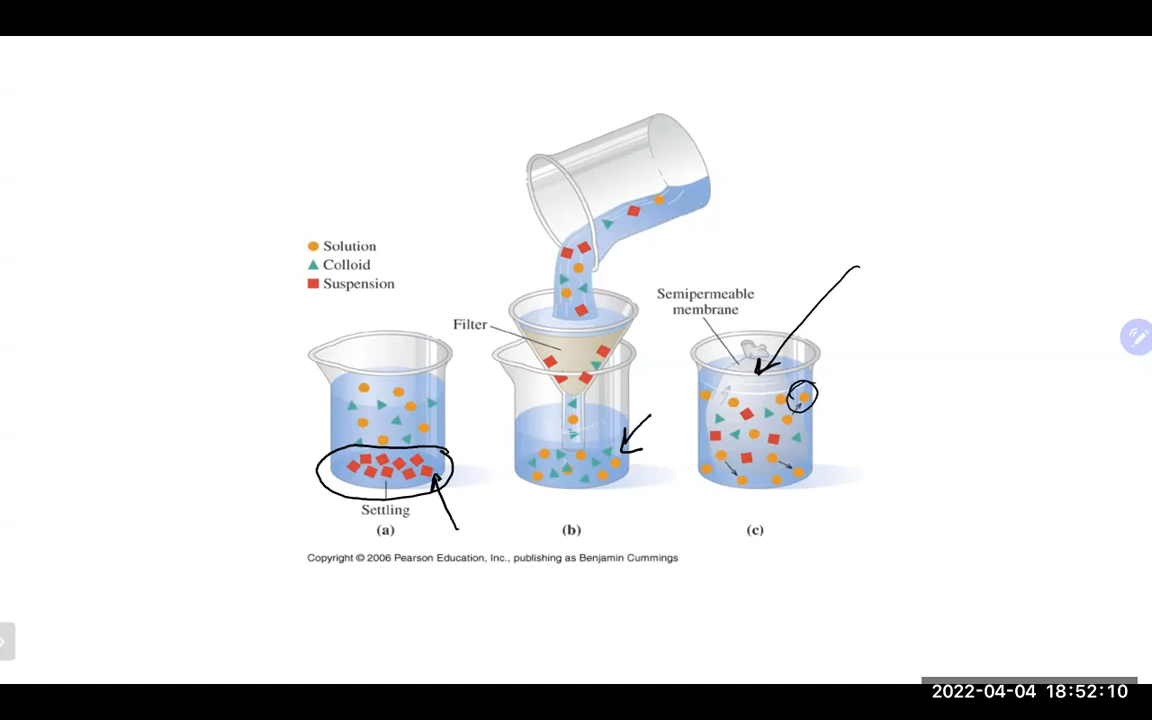 Solution
Colloid
Suspension
Semipermeable
membrane
Filter
Settling
(a)
(b)
(c)
Copyright © 2006 Pearson Education, Inc., publishing as Benjamin Cummings
2022-04-04 18:52:10